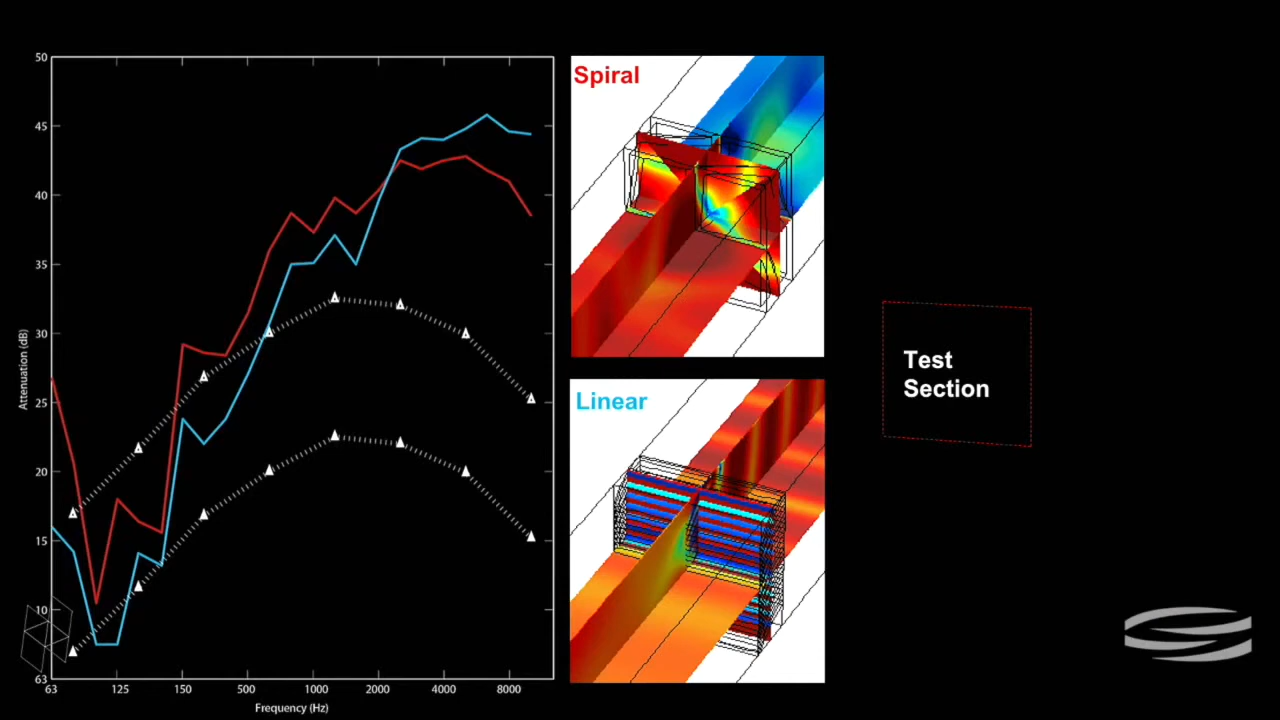 50
45
40
35
30
25
20
15
10
63
Attenuation (dB)
63 125 150 500 1000 2000 4000 8000
Frequency (Hz)
Spiral
Linear
Test
Section